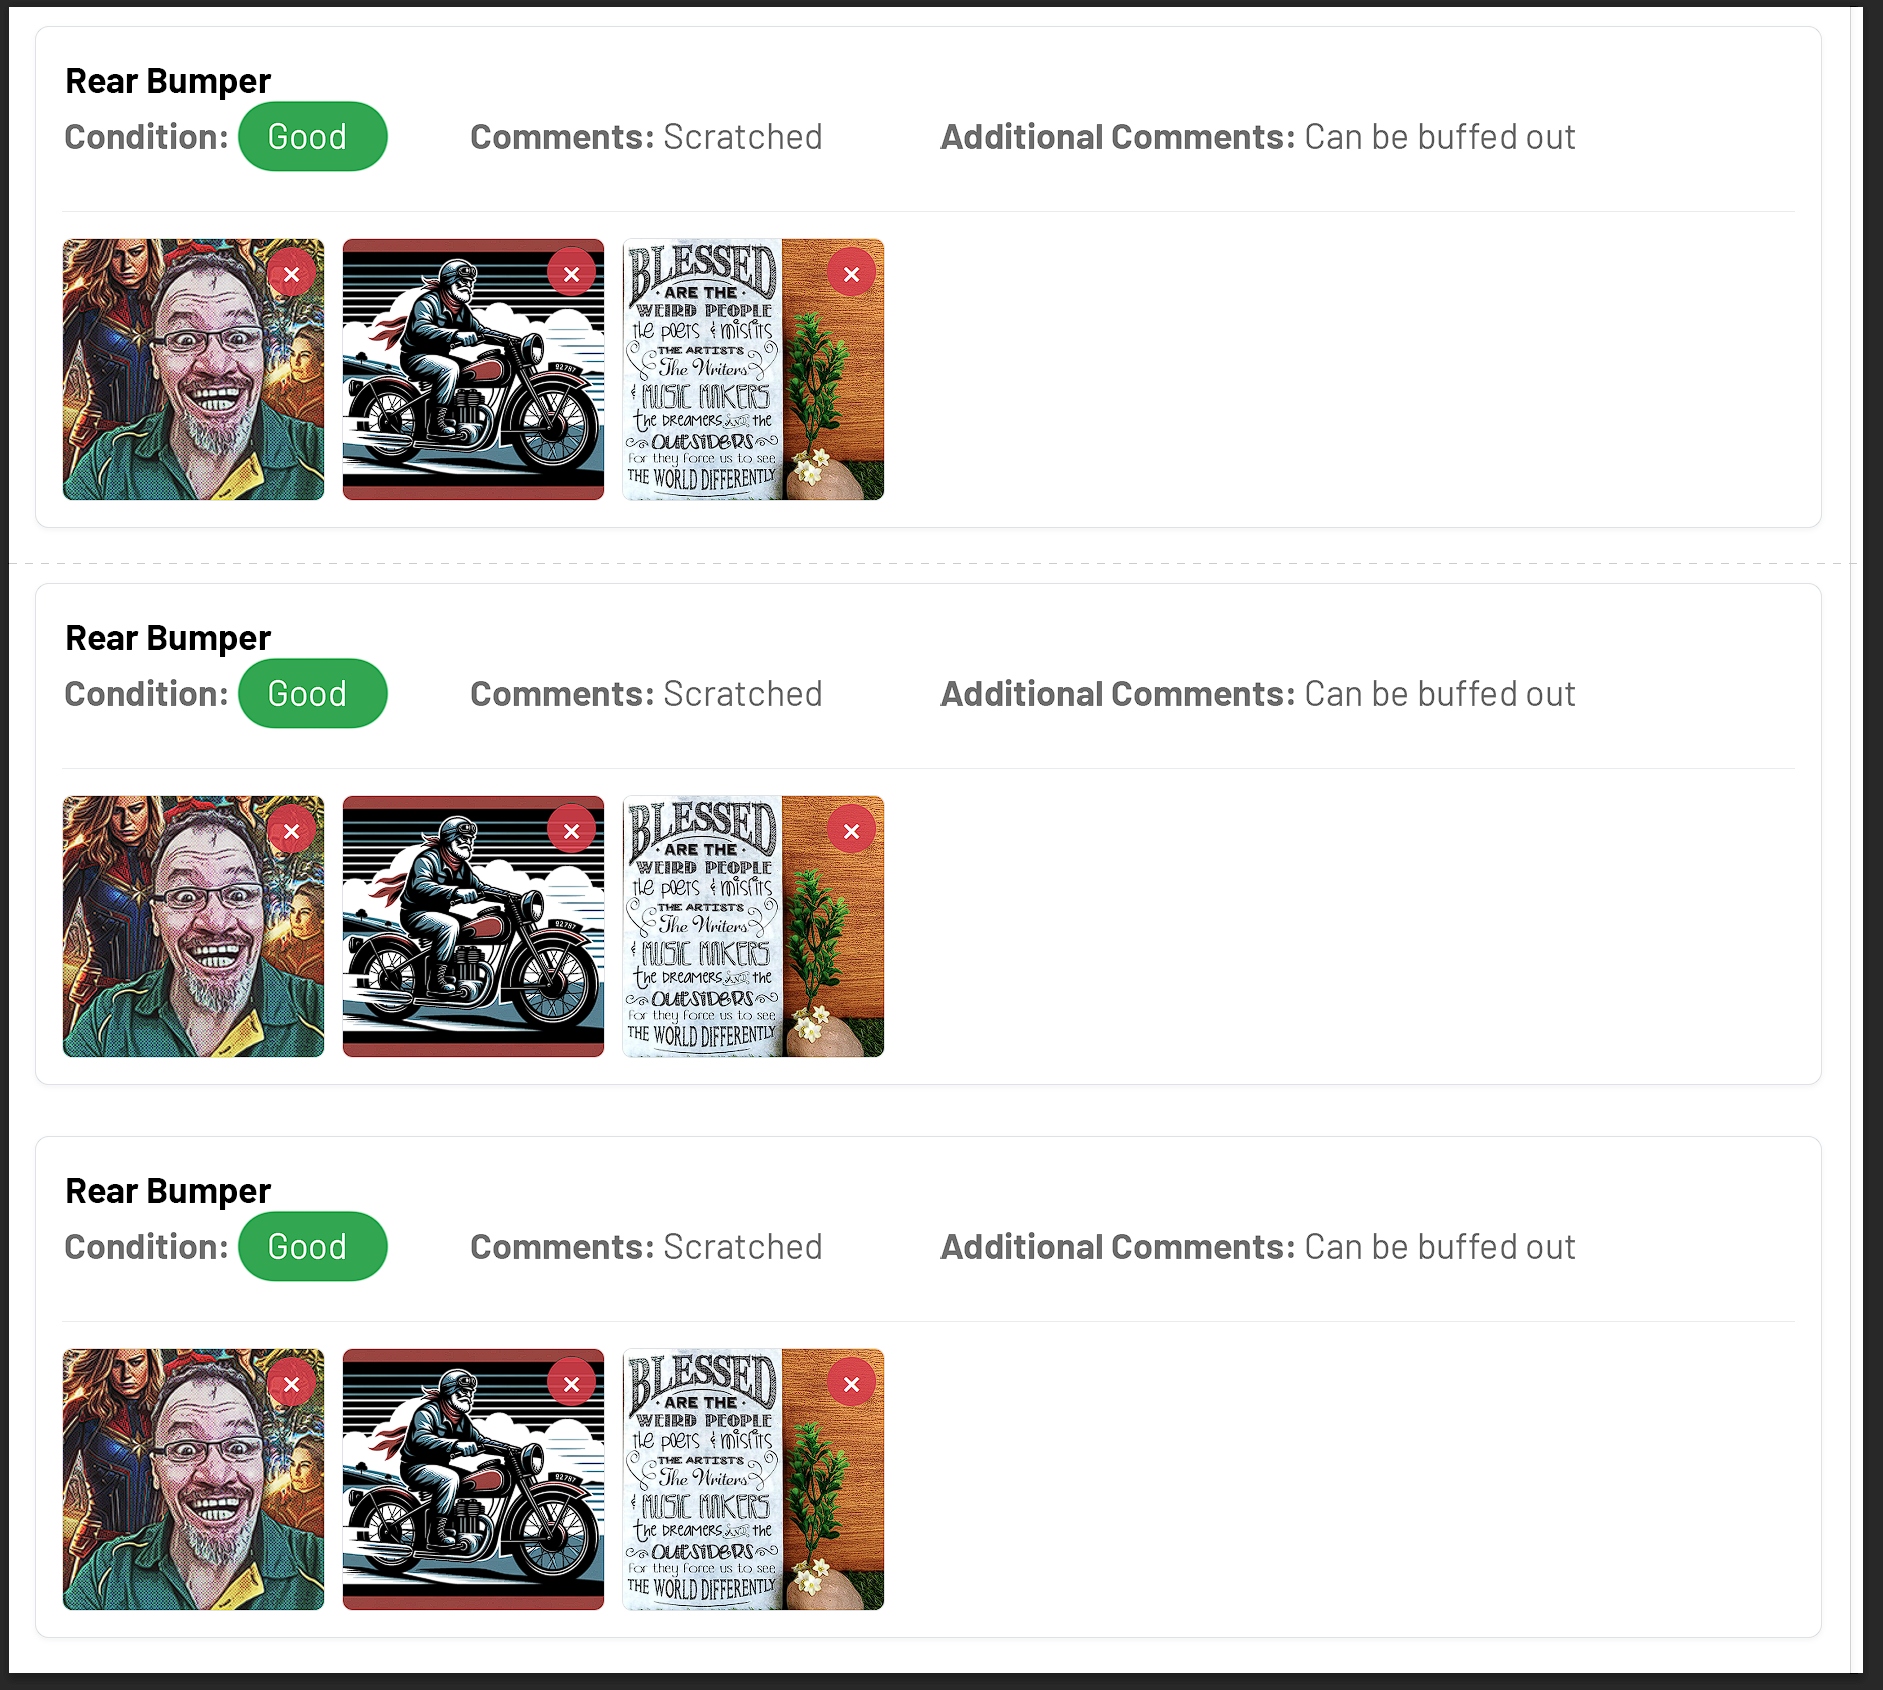 Rear Bumper
Condition: Good Comments: Scratched Additional Comments: Can be buffed out
BLESSED
· ARE THE ·
WEIRD PEOPLE
the poets & misfits
THE ARTISTS
The Writers
& MUSIC MAKERS
the DREAMERS AND the
OUTSIDERS
For they force us to see
THE WORLD DIFFERENTLY
92787
Rear Bumper
Condition: Good Comments: Scratched Additional Comments: Can be buffed out
BLESSED
· ARE THE ·
WEIRD PEOPLE
the poets & misfits
THE ARTISTS
The Writers
& MUSIC MAKERS
the DREAMERS AND the
OUTSIDERS
For they force us to see
THE WORLD DIFFERENTLY
92787
Rear Bumper
Condition: Good Comments: Scratched Additional Comments: Can be buffed out
BLESSED
· ARE THE ·
WEIRD PEOPLE
the poets & misfits
THE ARTISTS
The Writers
& MUSIC MAKERS
the DREAMERS AND the
OUTSIDERS
For they force us to see
THE WORLD DIFFERENTLY
92787